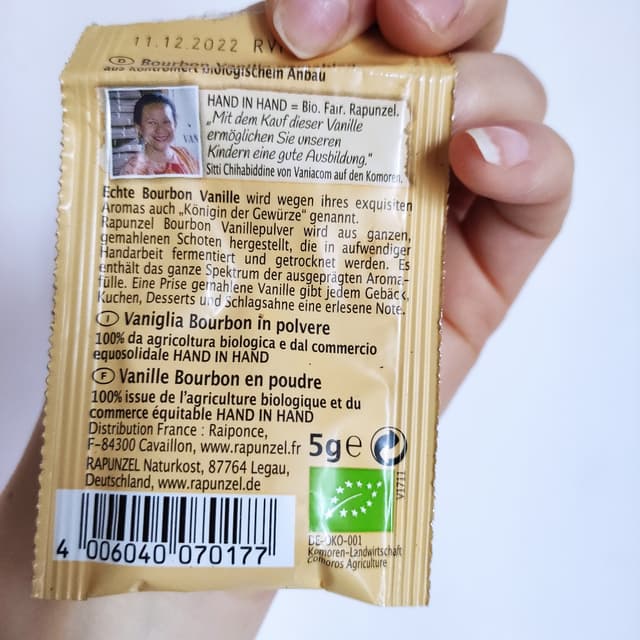 11.12.2022
D Bourbon
aus kontrolliert biologischem Anbau
HAND IN HAND = Bio. Fair. Rapunzel.
„Mit dem Kauf dieser Vanille
ermöglichen Sie unseren
Kindern eine gute Ausbildung."
Sitti Chihabiddine von Vaniacom auf den Komoren.
Echte Bourbon Vanille wird wegen ihres exquisiten
Aromas auch „Königin der Gewürze" genannt.
Rapunzel Bourbon Vanillepulver wird aus ganzen,
gemahlenen Schoten hergestellt, die in aufwendiger
Handarbeit fermentiert und getrocknet werden. Es
enthält das ganze Spektrum der ausgeprägten Aroma-
fülle. Eine Prise gemahlene Vanille gibt jedem Gebäck,
Kuchen, Desserts und Schlagsahne eine erlesene Note.
I Vaniglia Bourbon in polvere
100% da agricoltura biologica e dal commercio
equosolidale HAND IN HAND
F Vanille Bourbon en poudre
100% issue de l'agriculture biologique et du
commerce équitable HAND IN HAND
Distribution France : Raiponce,
F–84300 Cavaillon, www.rapunzel.fr
RAPUNZEL Naturkost, 87764 Legau,
Deutschland, www.rapunzel.de
5g e
V1711
DE-ÖKO-001
Komoren-Landwirtschaft
Comoros Agriculture
4 006040 070177